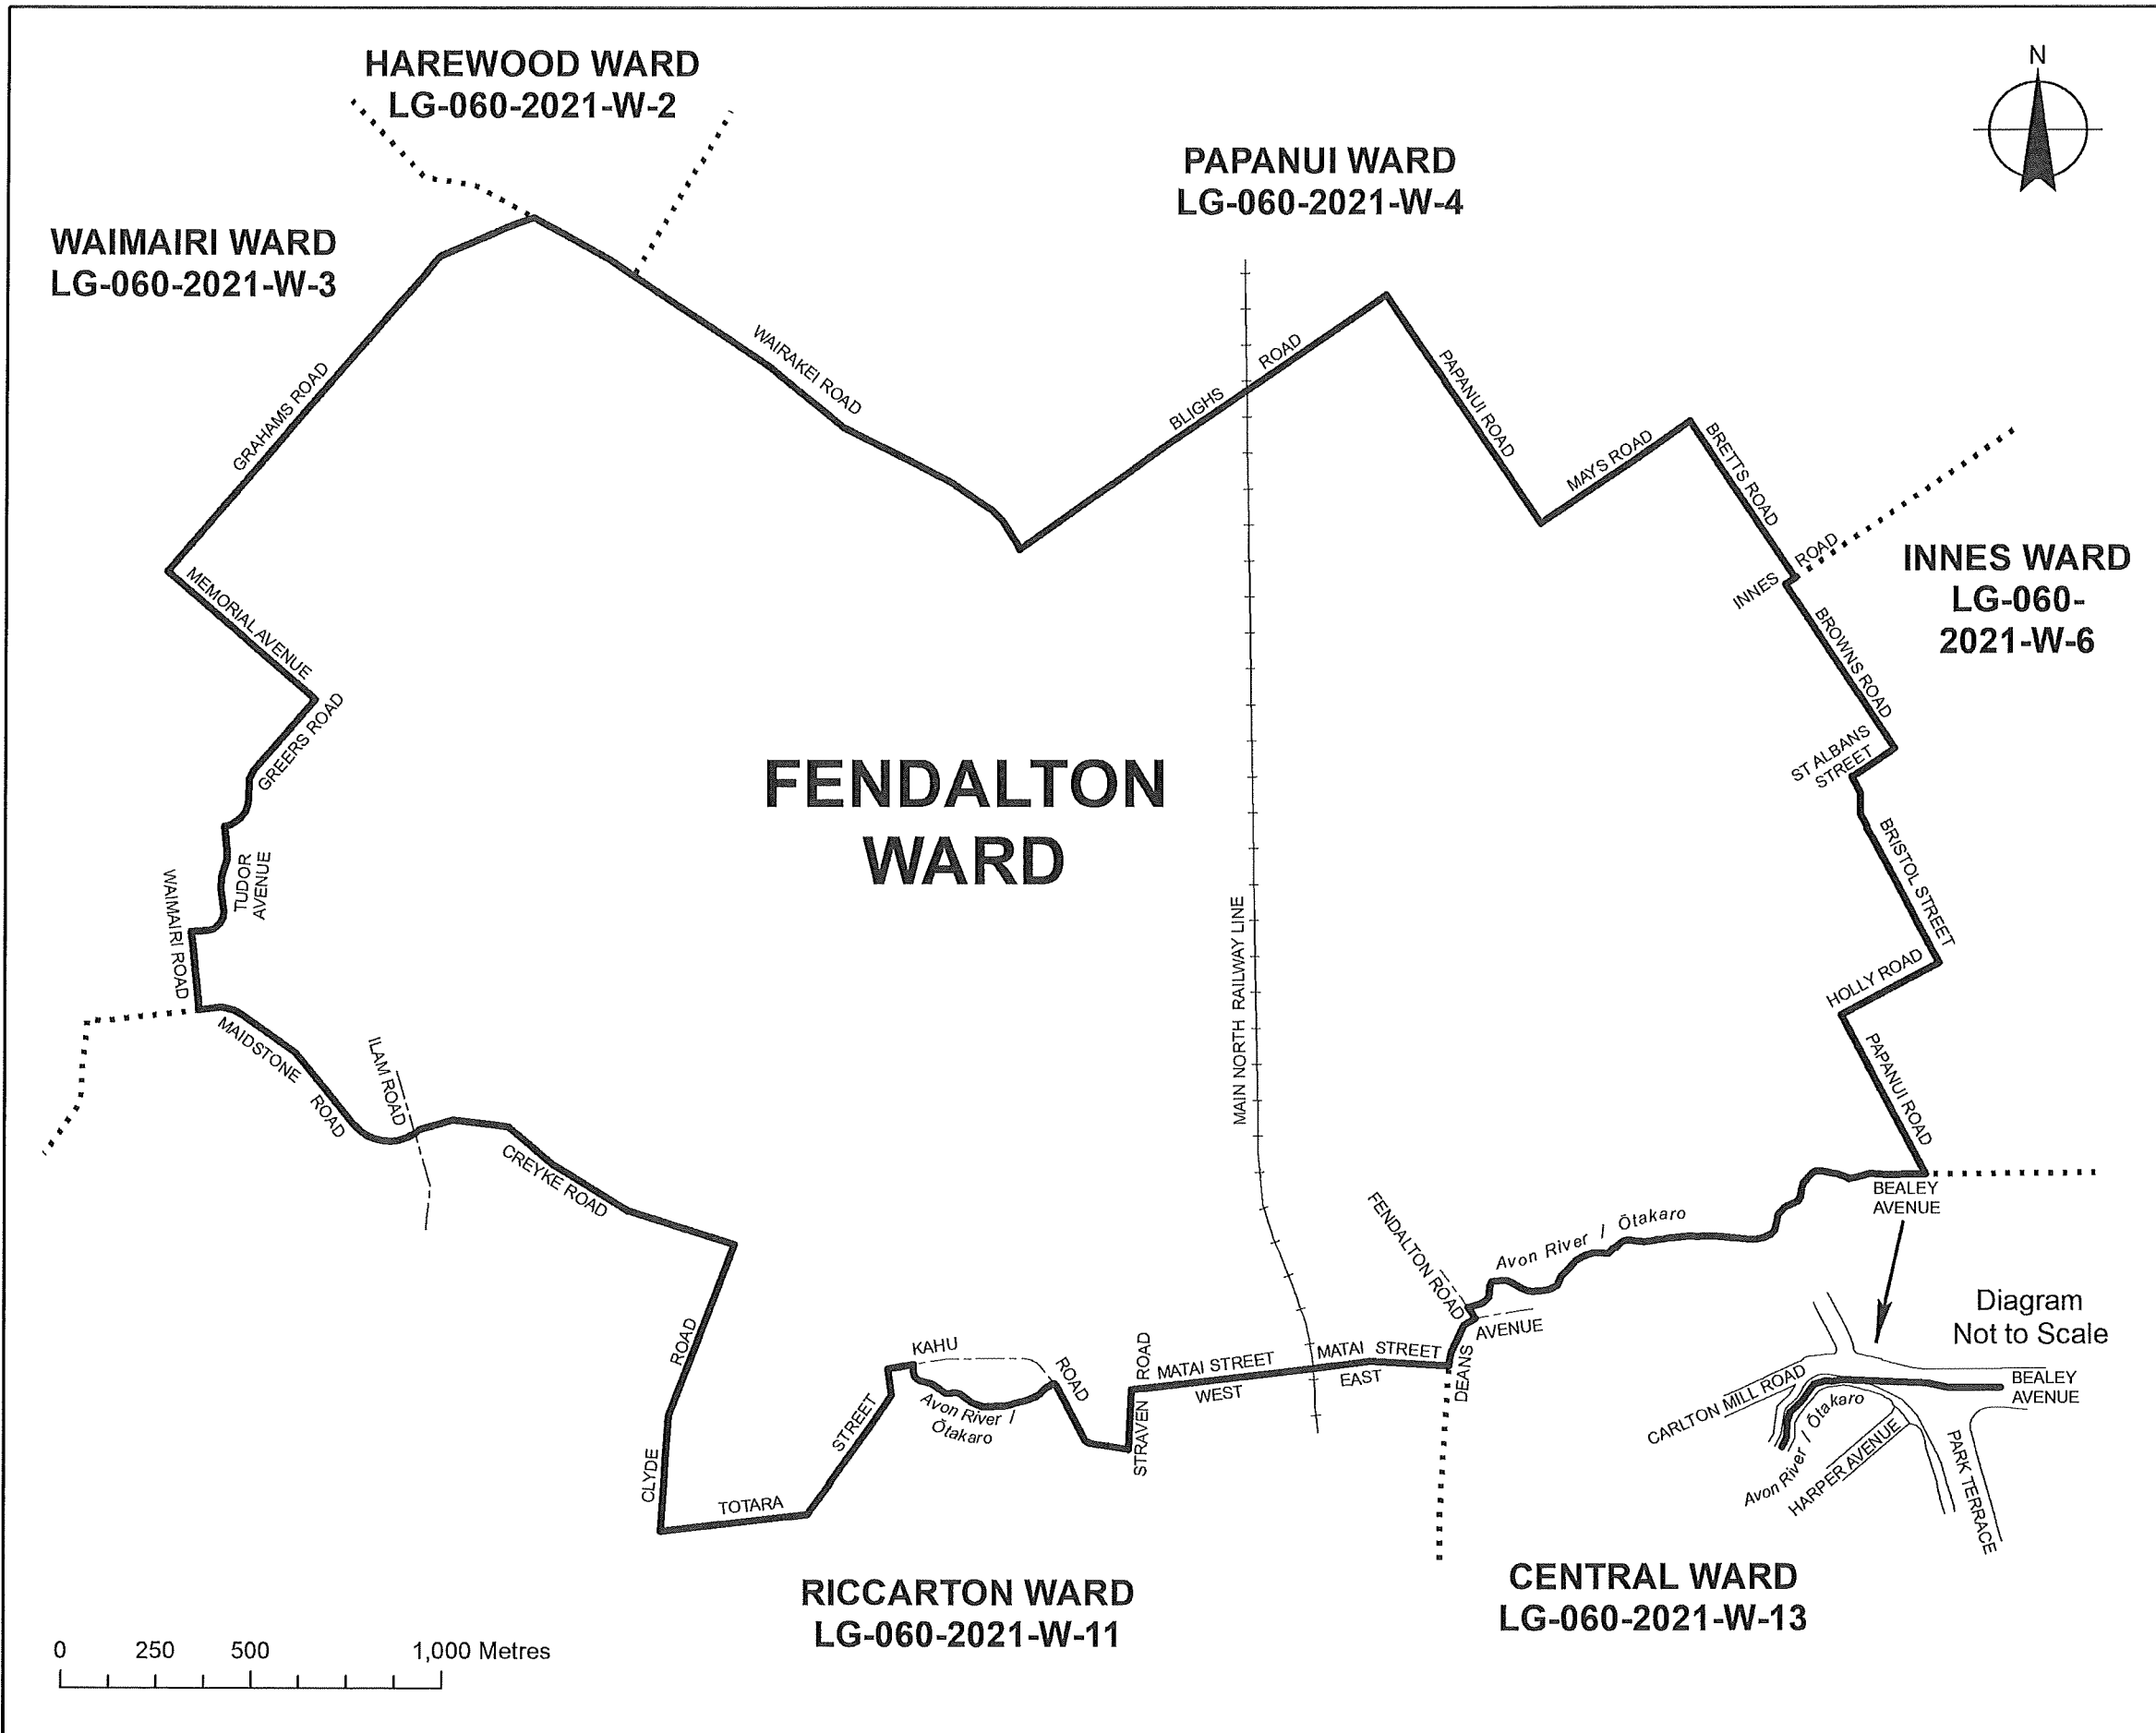 HAREWOOD WARD
LG-060-2021-W-2
N
PAPANUI WARD
LG-060-2021-W-4
WAIMAIRI WARD
LG-060-2021-W-3
WAIRAKEI ROAD
BLIGHS ROAD
PAPANUI ROAD
GRAHAMS ROAD
MAYS ROAD
BRETTS ROAD
INNES ROAD
INNES WARD
LG-060-
2021-W-6
MEMORIAL AVENUE
GREERS ROAD
BROWNS ROAD
ST ALBANS
STREET
FENDALTON
WARD
TUDOR
AVENUE
WAIMAIRI ROAD
BRISTOL STREET
MAIN NORTH RAILWAY LINE
HOLLY ROAD
MAIDSTONE
ROAD
ILAM ROAD
PAPANUI ROAD
CREYKE ROAD
BEALEY
AVENUE
FENDALTON ROAD
Avon River / Ōtakaro
CLYDE ROAD
KAHU ROAD
Avon River /
Ōtakaro
STRAVEN ROAD
MATAI STREET
WEST
MATAI STREET
EAST
DEANS AVENUE
TOTARA STREET
Diagram
Not to Scale
CARLTON MILL ROAD
BEALEY
AVENUE
Avon River / Ōtakaro
HARPER AVENUE
PARK TERRACE
RICCARTON WARD
LG-060-2021-W-11
CENTRAL WARD
LG-060-2021-W-13
0 250 500 1,000 Metres